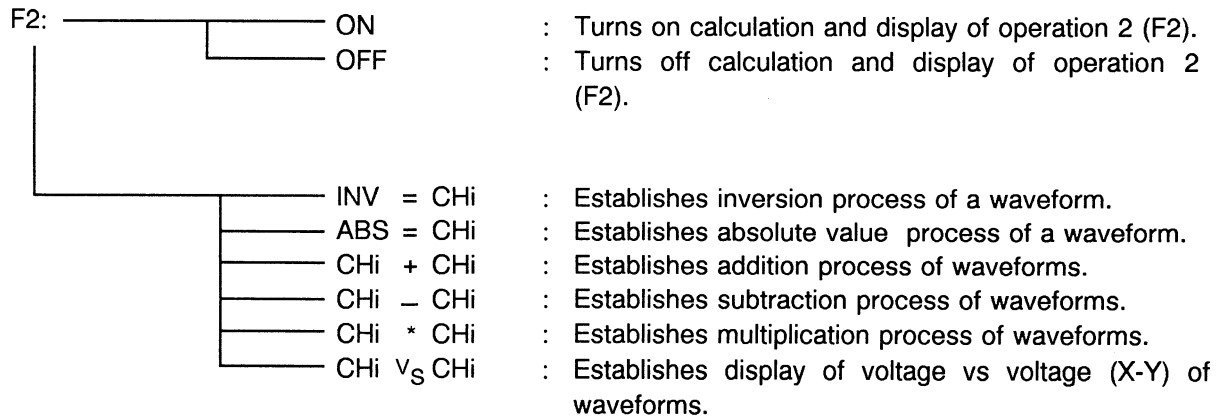 F2: ON : Turns on calculation and display of operation 2 (F2).
OFF : Turns off calculation and display of operation 2
(F2).
INV = CHi : Establishes inversion process of a waveform.
ABS = CHi : Establishes absolute value process of a waveform.
CHi + CHi : Establishes addition process of waveforms.
CHi – CHi : Establishes subtraction process of waveforms.
CHi * CHi : Establishes multiplication process of waveforms.
CHi VS CHi : Establishes display of voltage vs voltage (X-Y) of
waveforms.